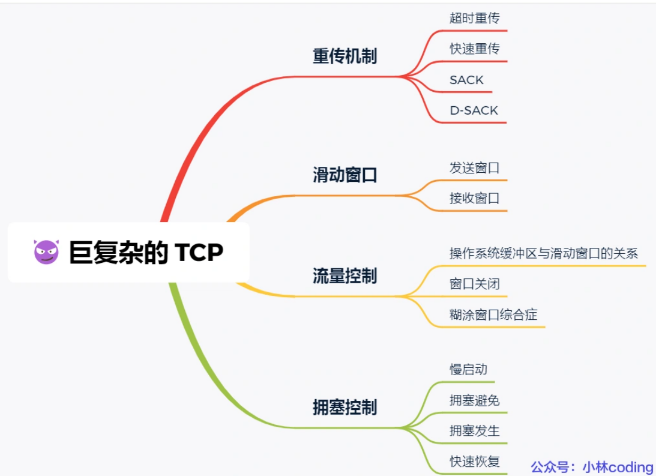 巨复杂的 TCP
重传机制
超时重传
快速重传
SACK
D-SACK
滑动窗口
发送窗口
接收窗口
流量控制
操作系统缓冲区与滑动窗口的关系
窗口关闭
糊涂窗口综合症
拥塞控制
慢启动
拥塞避免
拥塞发生
快速恢复
公众号：小林coding